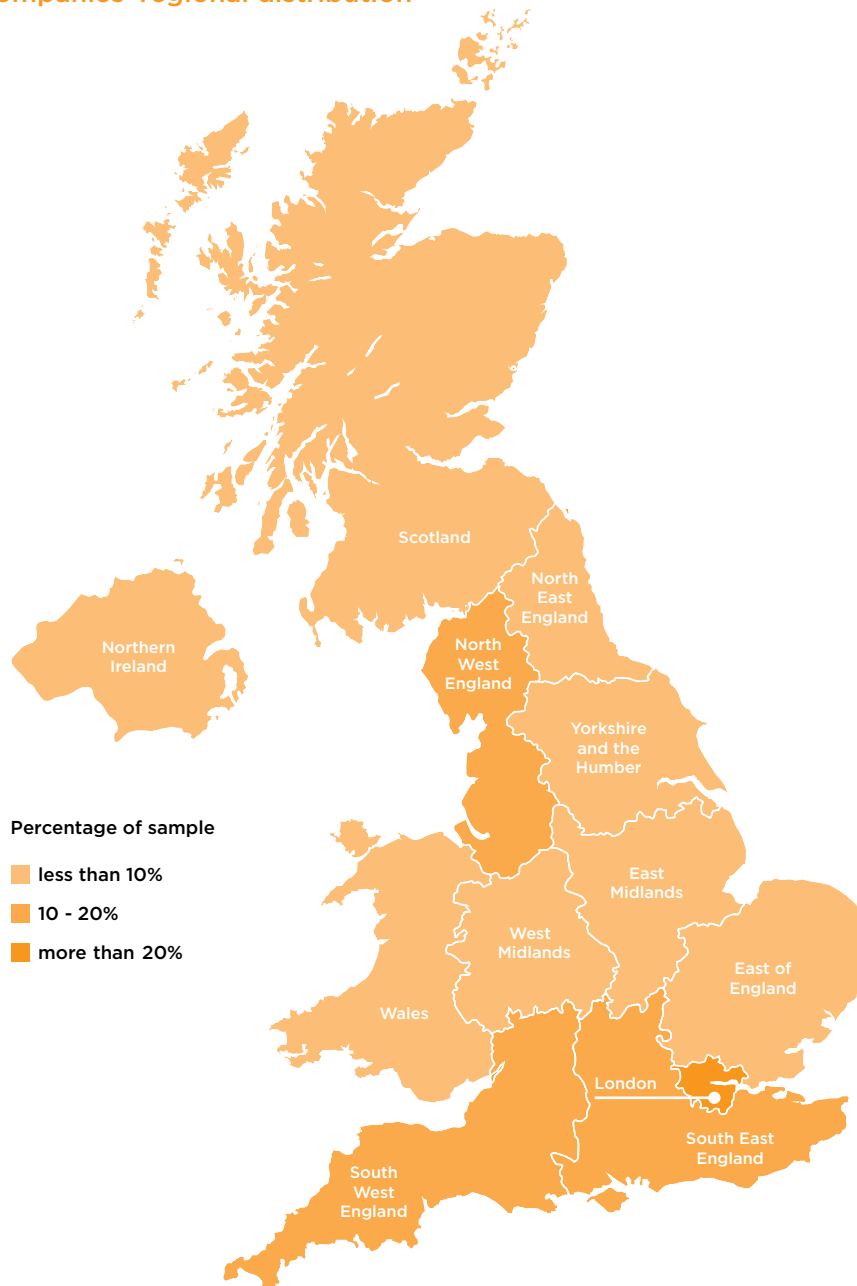 regional distribution
Scotland
North
East
England
Northern
Ireland
North
West
England
Yorkshire
and the
Humber
Percentage of sample
less than 10%
10 - 20%
more than 20%
East
Midlands
West
Midlands
East of
England
Wales
London
South East
England
South
West
England